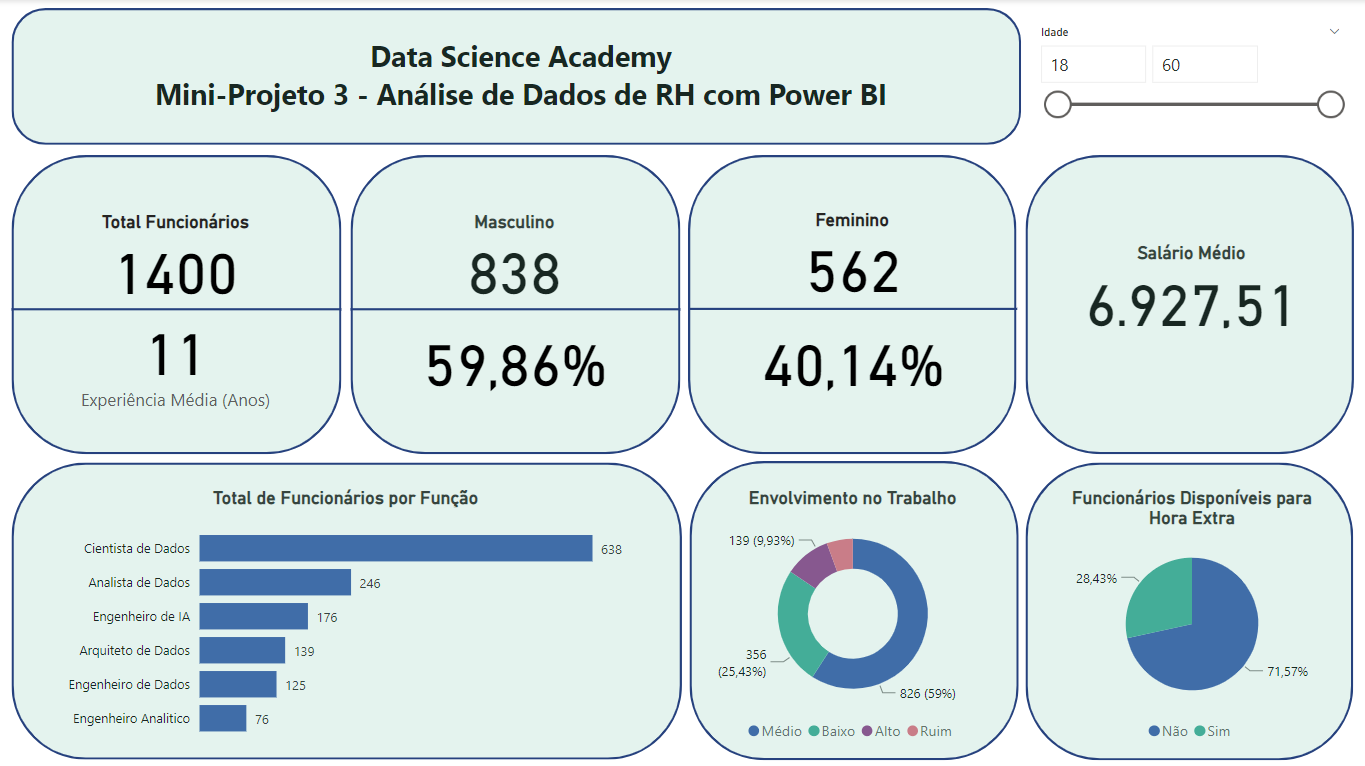 Data Science Academy
Mini-Projeto 3 - Análise de Dados de RH com Power BI
Idade
18
60
Total Funcionários
1400
11
Experiência Média (Anos)
Masculino
838
59,86%
Feminino
562
40,14%
Salário Médio
6.927,51
Total de Funcionários por Função
Cientista de Dados
638
Analista de Dados
246
Engenheiro de IA
176
Arquiteto de Dados
139
Engenheiro de Dados
125
Engenheiro Analitico
76
Envolvimento no Trabalho
139 (9,93%)
356
(25,43%)
826 (59%)
Médio
Baixo
Alto
Ruim
Funcionários Disponíveis para
Hora Extra
28,43%
71,57%
Não
Sim